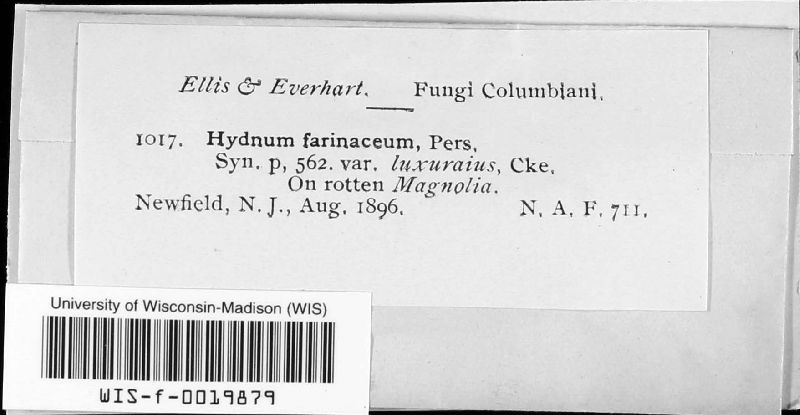 Ellis & Everhart. Fungi Columbiani.
1017. Hydnum farinaceum, Pers.
Syn. p, 562. var. luxuraius, Cke.
On rotten Magnolia.
Newfield, N. J., Aug. 1896. N. A. F. 711.
University of Wisconsin-Madison (WIS)
WIS-f-0019879